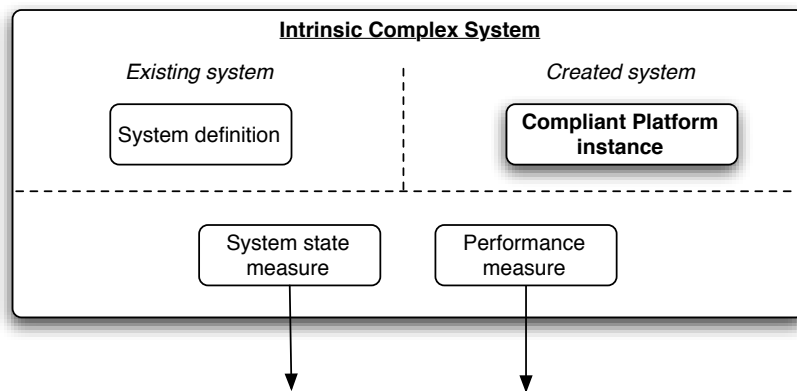 Intrinsic Complex System
Existing system
Created system
System definition
Compliant Platform
instance
System state
measure
Performance
measure